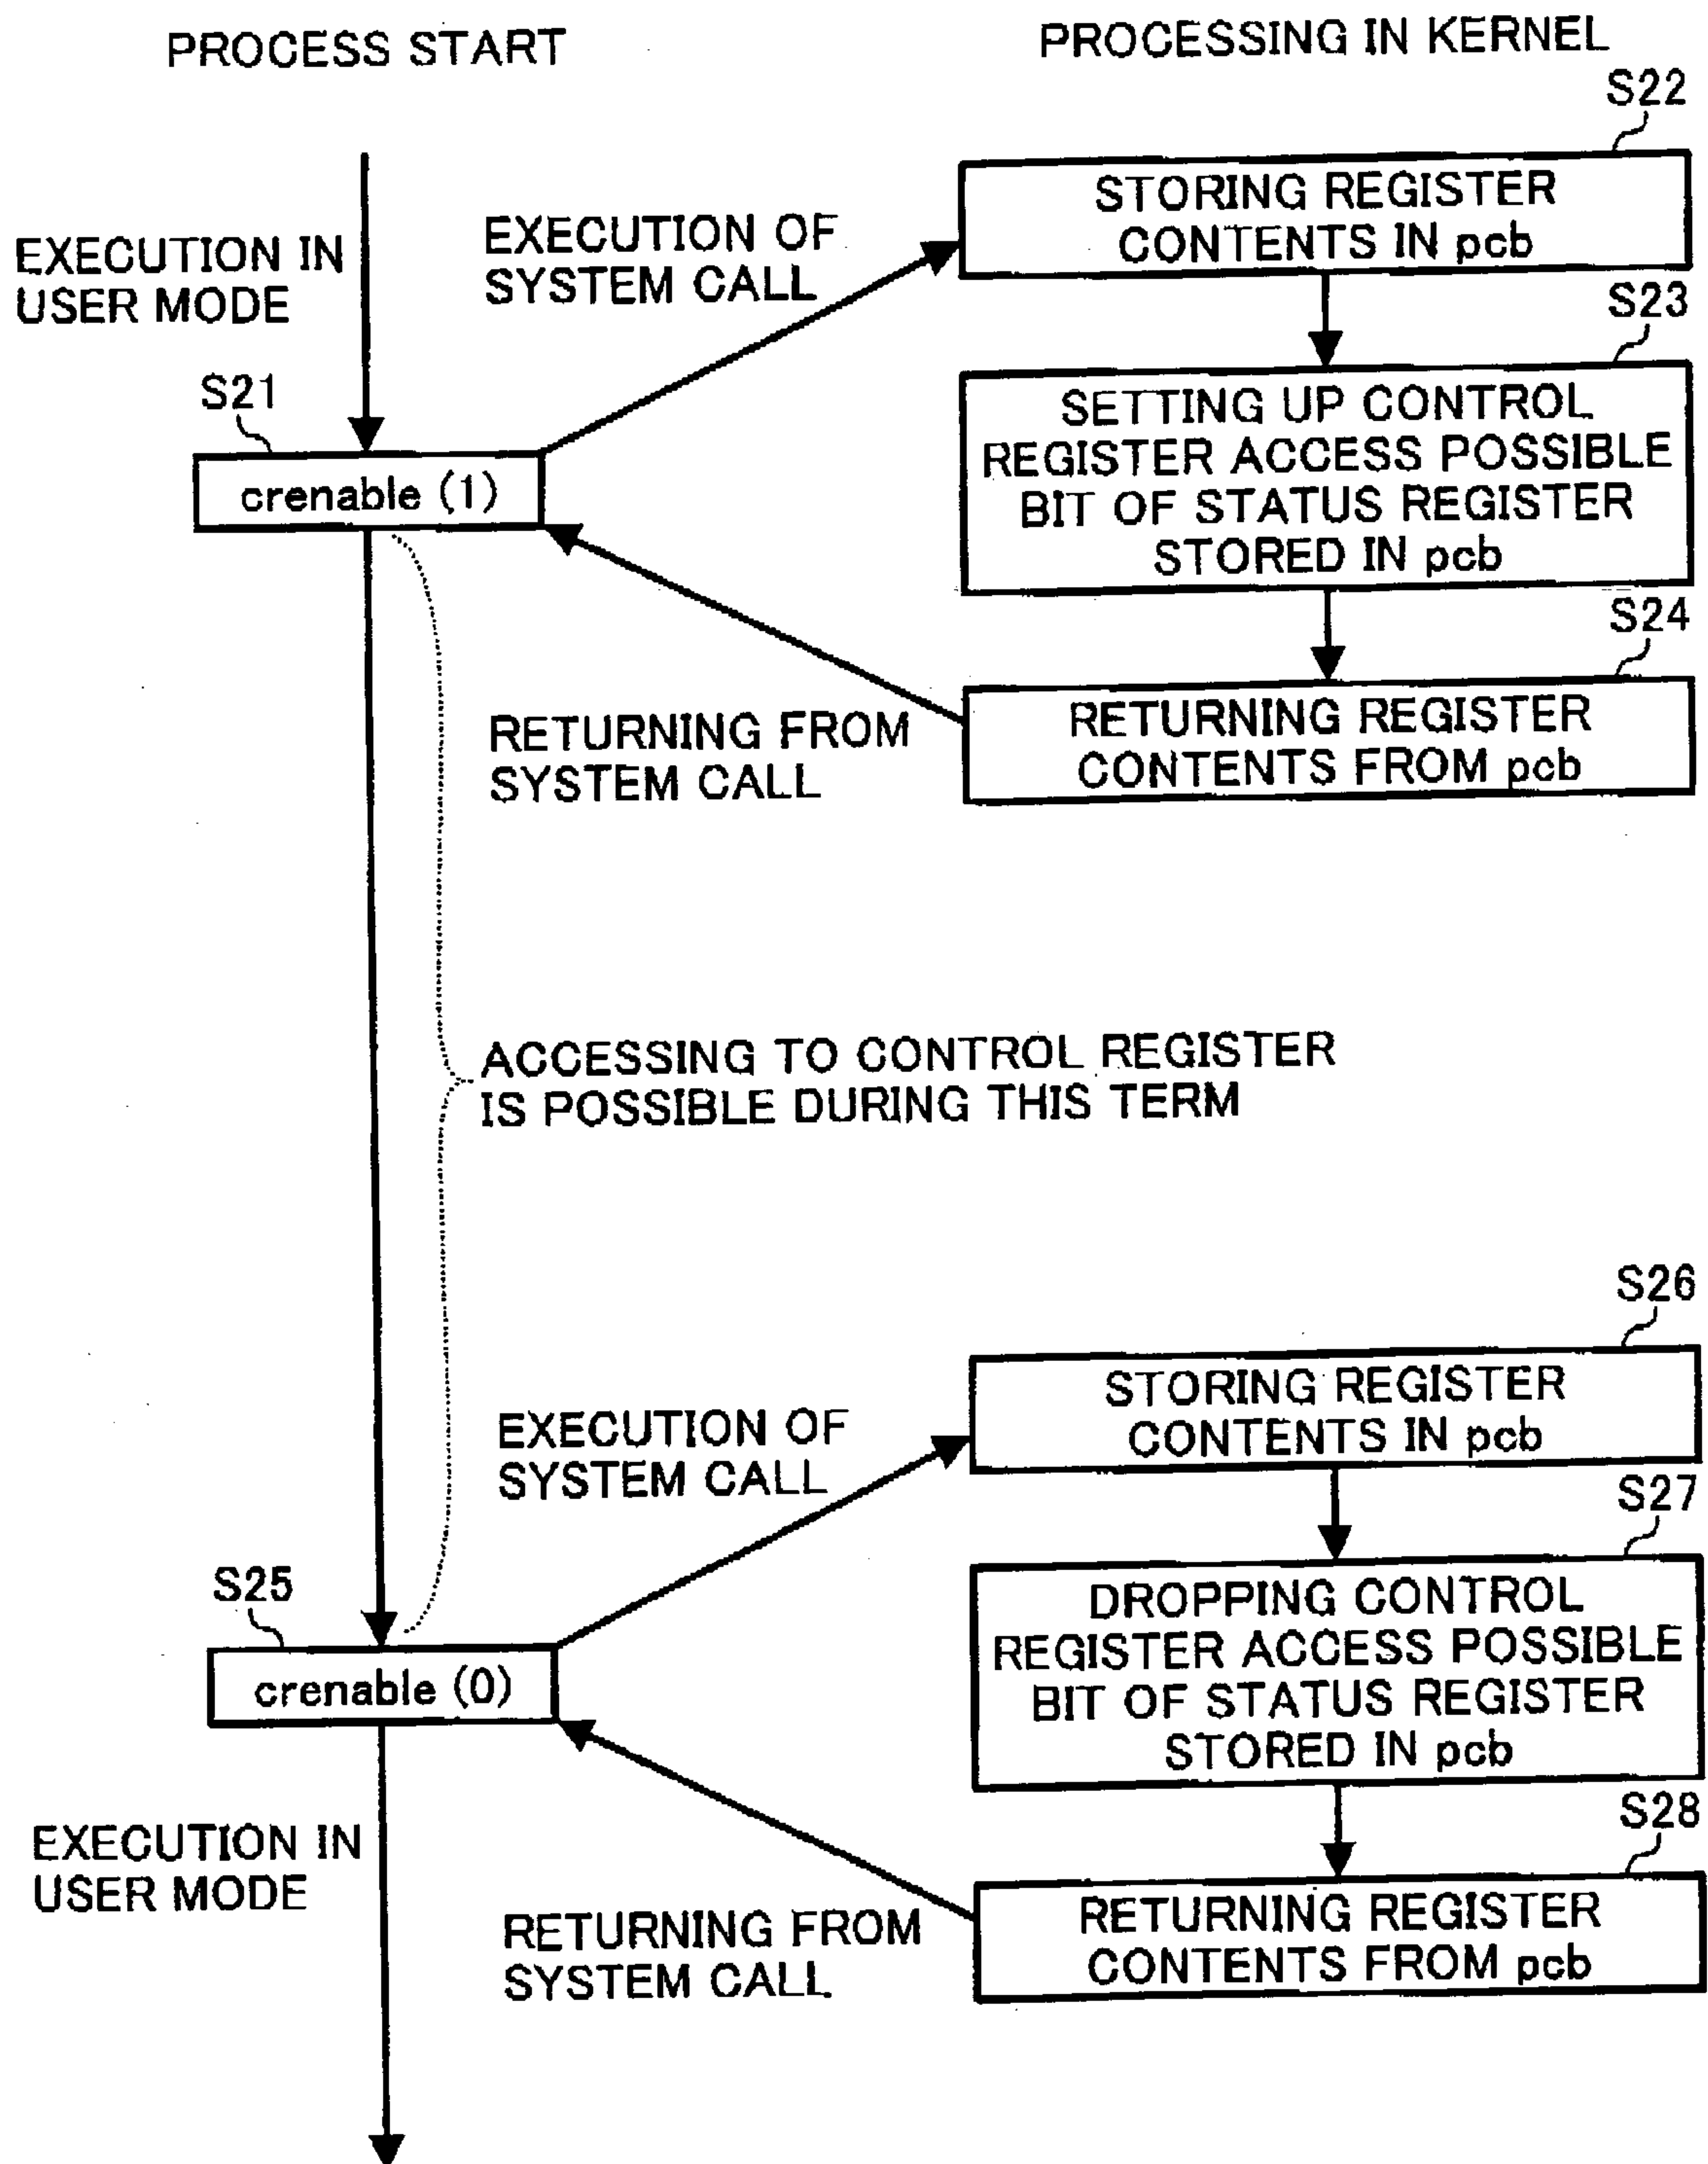 PROCESS START
PROCESSING IN KERNEL
S22
STORING REGISTER
CONTENTS IN pcb
EXECUTION OF
SYSTEM CALL
EXECUTION IN
USER MODE
S23
SETTING UP CONTROL
REGISTER ACCESS POSSIBLE
BIT OF STATUS REGISTER
STORED IN pcb
S21
crenable (1)
S24
RETURNING REGISTER
CONTENTS FROM pcb
RETURNING FROM
SYSTEM CALL
ACCESSING TO CONTROL REGISTER
IS POSSIBLE DURING THIS TERM
S26
STORING REGISTER
CONTENTS IN pcb
EXECUTION OF
SYSTEM CALL
S27
DROPPING CONTROL
REGISTER ACCESS POSSIBLE
BIT OF STATUS REGISTER
STORED IN pcb
S25
crenable (0)
S28
RETURNING REGISTER
CONTENTS FROM pcb
EXECUTION IN
USER MODE
RETURNING FROM
SYSTEM CALL